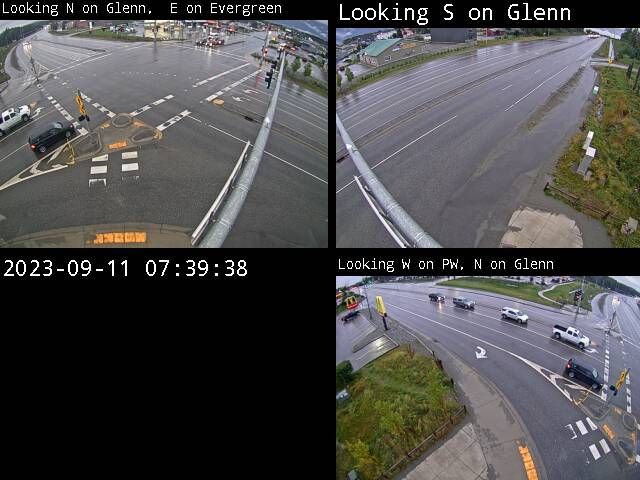 Looking N on Glenn,  E on Evergreen
Looking S on Glenn
2023-09-11 07:39:38
Looking W on PW, N on Glenn